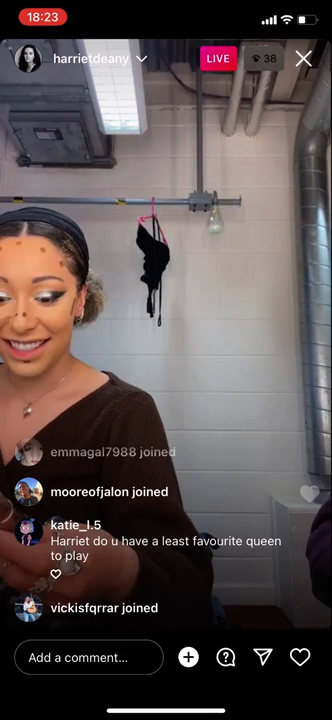 18:23
harrietdeany
LIVE
38
emmagal7988 joined
mooreofjalon joined
katie_l.5
Harriet do u have a least favourite queen
to play
vickisfqrrar joined
Add a comment...